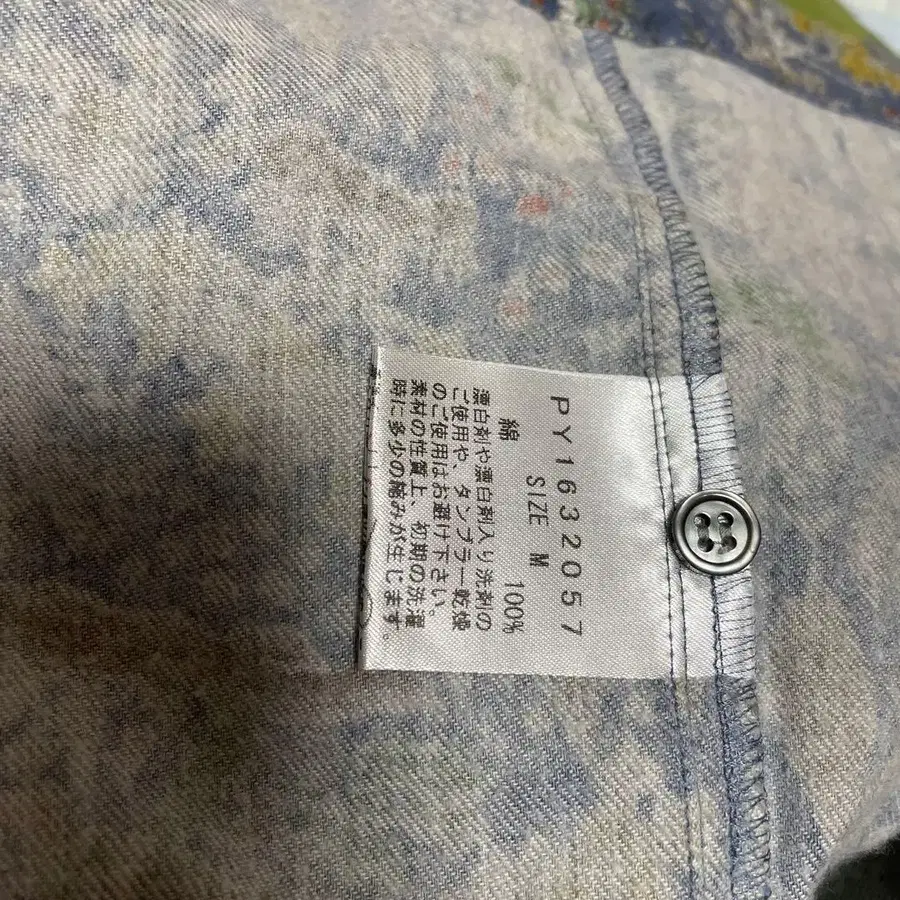 PY1632057
SIZE M
綿 100%
漂白剤や漂白剤入り洗剤の
ご使用や、タンブラー乾燥
のご使用はお避け下さい。
素材の性質上、初期の洗濯
時に多少の縮みが生じます。